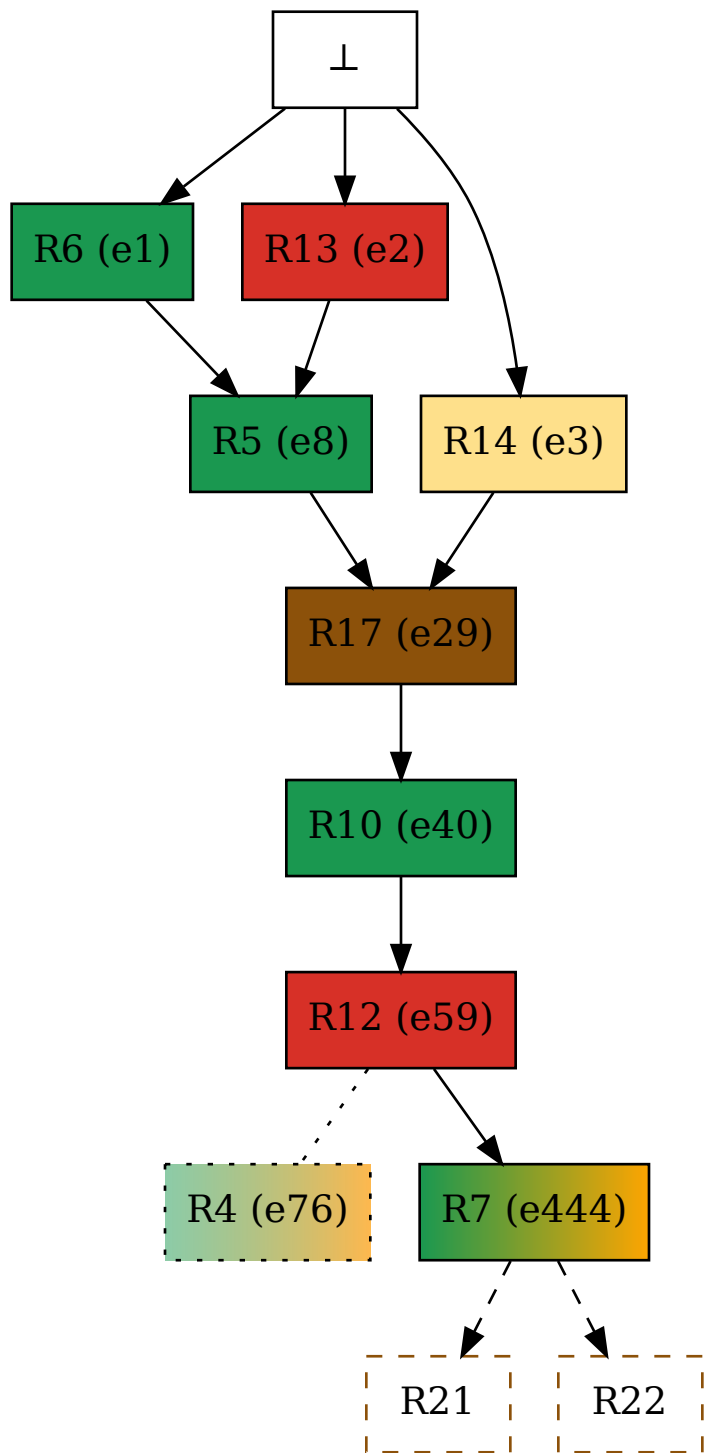 ⊥
R6 (e1)
R13 (e2)
R5 (e8)
R14 (e3)
R17 (e29)
R10 (e40)
R12 (e59)
R4 (e76)
R7 (e444)
R21
R22